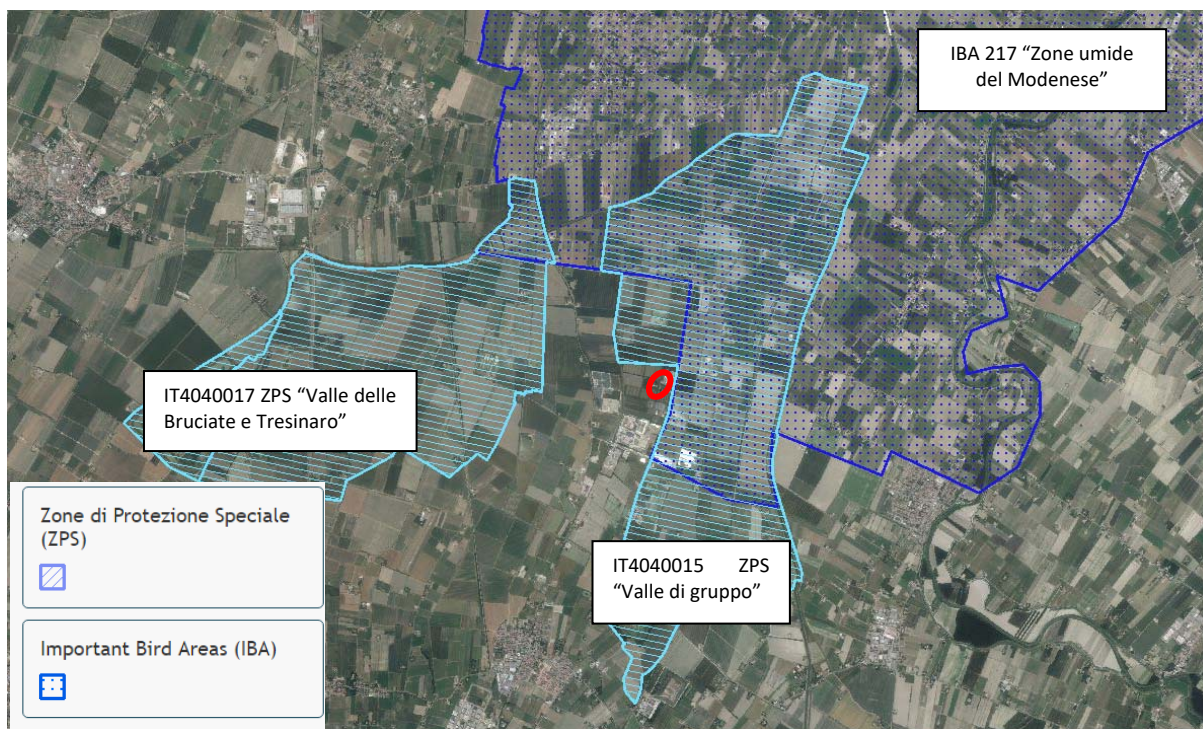 IBA 217 “Zone umide
del Modenese”
IT4040017 ZPS “Valle delle
Bruciate e Tresinaro”
IT4040015 ZPS
“Valle di gruppo”
Zone di Protezione Speciale
(ZPS)
Important Bird Areas (IBA)